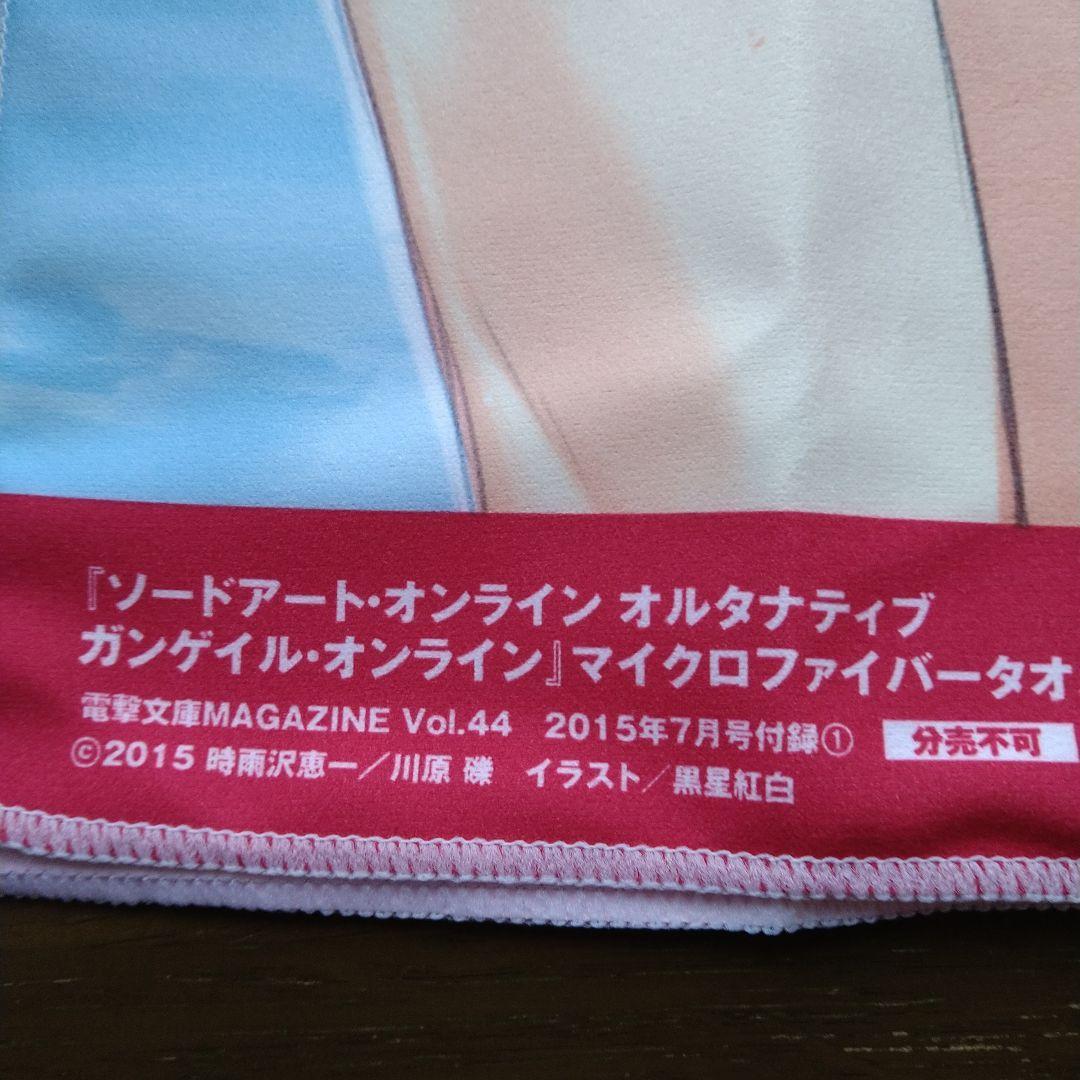 『ソードアート・オンライン オルタナティブ
ガンゲイル・オンライン』マイクロファイバータオ
電撃文庫MAGAZINE Vol.44 2015年7月号付録① 分売不可
©2015 時雨沢恵一／川原 礫 イラスト／黒星紅白